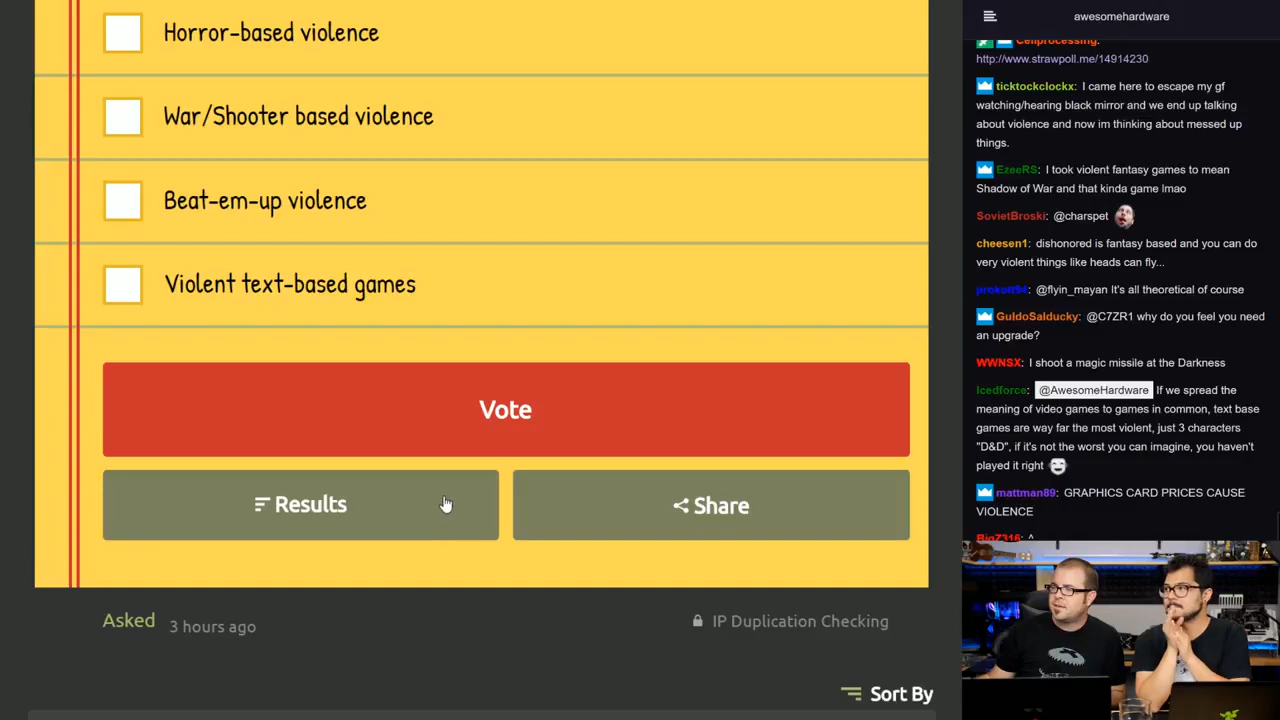 Horror-based violence
War/Shooter based violence
Beat-em-up violence
Violent text-based games
Vote
Results
Share
Asked 3 hours ago
IP Duplication Checking
Sort By
awesomehardware
Cellprocessing:
http://www.strawpoll.me/14914230
ticktockclockx: I came here to escape my gf
watching/hearing black mirror and we end up talking
about violence and now im thinking about messed up
things.
EzeeRS: I took violent fantasy games to mean
Shadow of War and that kinda game lmao
SovietBroski: @charspet
cheesen1: dishonored is fantasy based and you can do
very violent things like heads can fly...
prokott94: @flyin_mayan It's all theoretical of course
GuldoSalducky: @C7ZR1 why do you feel you need
an upgrade?
WWNSX: I shoot a magic missile at the Darkness
Icedforce: @AwesomeHardware If we spread the
meaning of video games to games in common, text base
games are way far the most violent, just 3 characters
"D&D", if it's not the worst you can imagine, you haven't
played it right
mattman89: GRAPHICS CARD PRICES CAUSE
VIOLENCE
BigZ316: ^